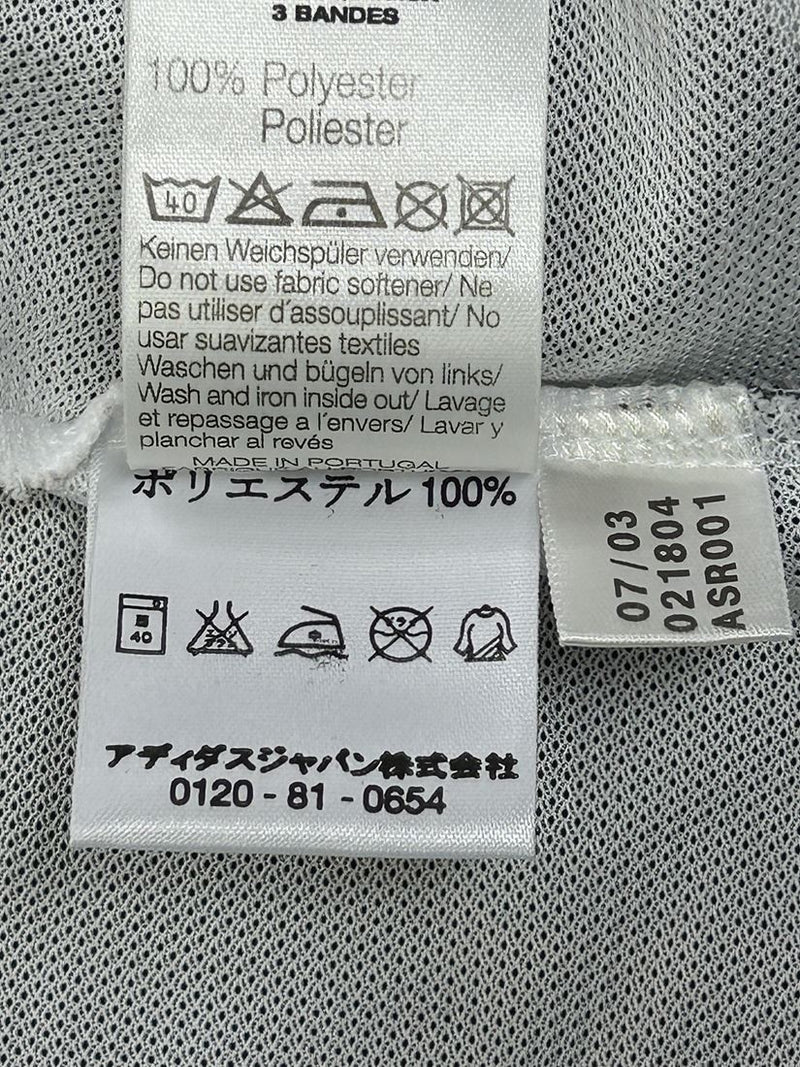 3 BANDES
100% Polyester
Poliester
40
Keinen Weichspüler verwenden/
Do not use fabric softener/ Ne
pas utiliser d'assouplissant/ No
usar suavizantes textiles
Waschen und bügeln von links/
Wash and iron inside out/ Lavage
et repassage a l'envers/ Lavar y
planchar al revés
MADE IN PORTUGAL
ポリエステル 100%
40
アディダスジャパン株式会社
0120 - 81 - 0654
07/03
021804
ASR001